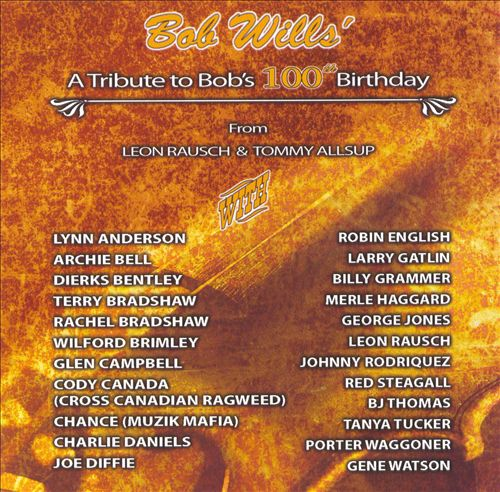 Bob Wills'
A Tribute to Bob's 100th Birthday
From
LEON RAUSCH & TOMMY ALLSUP
WITH
LYNN ANDERSON
ARCHIE BELL
DIERKS BENTLEY
TERRY BRADSHAW
RACHEL BRADSHAW
WILFORD BRIMLEY
GLEN CAMPBELL
CODY CANADA
(CROSS CANADIAN RAGWEED)
CHANCE (MUZIK MAFIA)
CHARLIE DANIELS
JOE DIFFIE
ROBIN ENGLISH
LARRY GATLIN
BILLY GRAMMER
MERLE HAGGARD
GEORGE JONES
LEON RAUSCH
JOHNNY RODRIQUEZ
RED STEAGALL
BJ THOMAS
TANYA TUCKER
PORTER WAGGONER
GENE WATSON